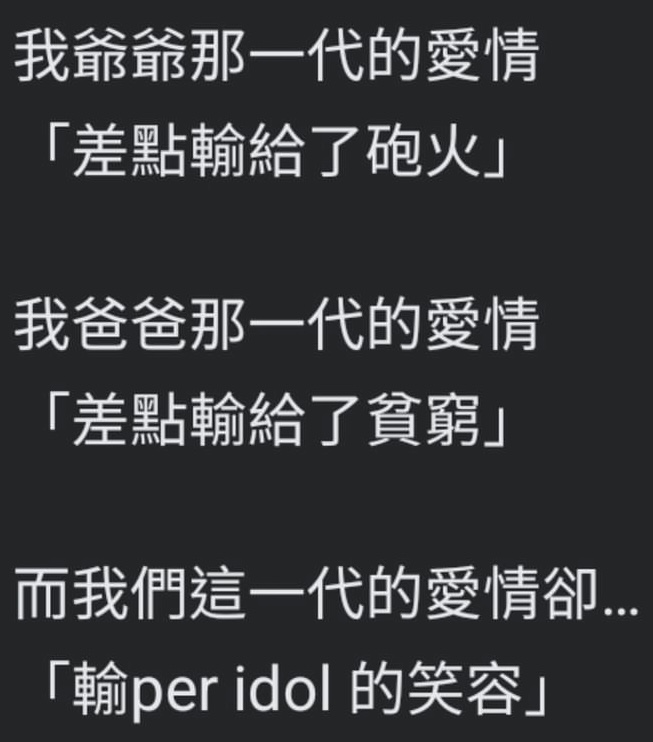 我爺爺那一代的愛情
「差點輸給了砲火」
我爸爸那一代的愛情
「差點輸給了貧窮」
而我們這一代的愛情卻...
「輸per idol 的笑容」